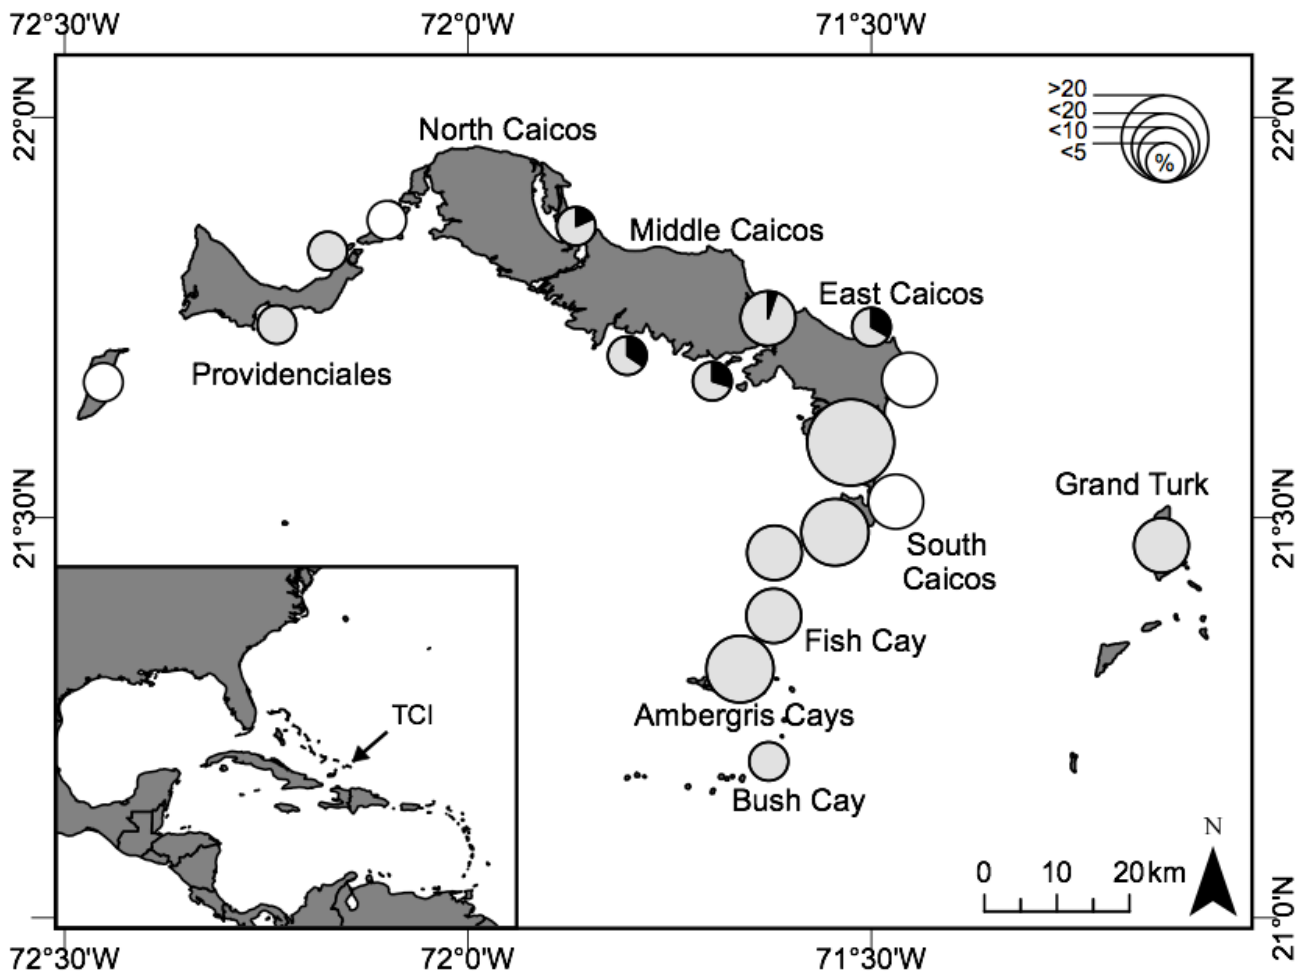 72°30'W
72°0'W
71°30'W
22°0'N
22°0'N
>20
<20
<10
<5
%
North Caicos
Middle Caicos
East Caicos
Providenciales
21°30'N
21°30'N
Grand Turk
South
Caicos
Fish Cay
Ambergris Cays
Bush Cay
TCI
N
0
10
20 km
21°0'N
72°30'W
72°0'W
71°30'W